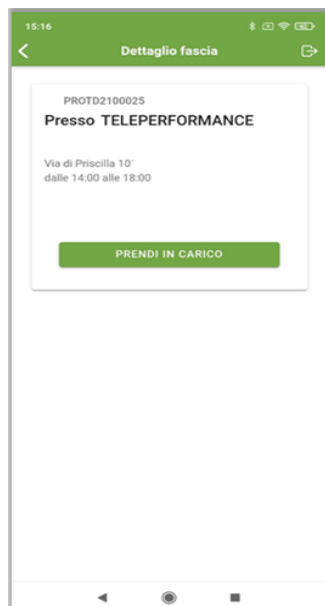 15:16
Dettaglio fascia
PROTD2100025
Presso TELEPERFORMANCE
Via di Priscilla 10
dalle 14:00 alle 18:00
PRENDI IN CARICO